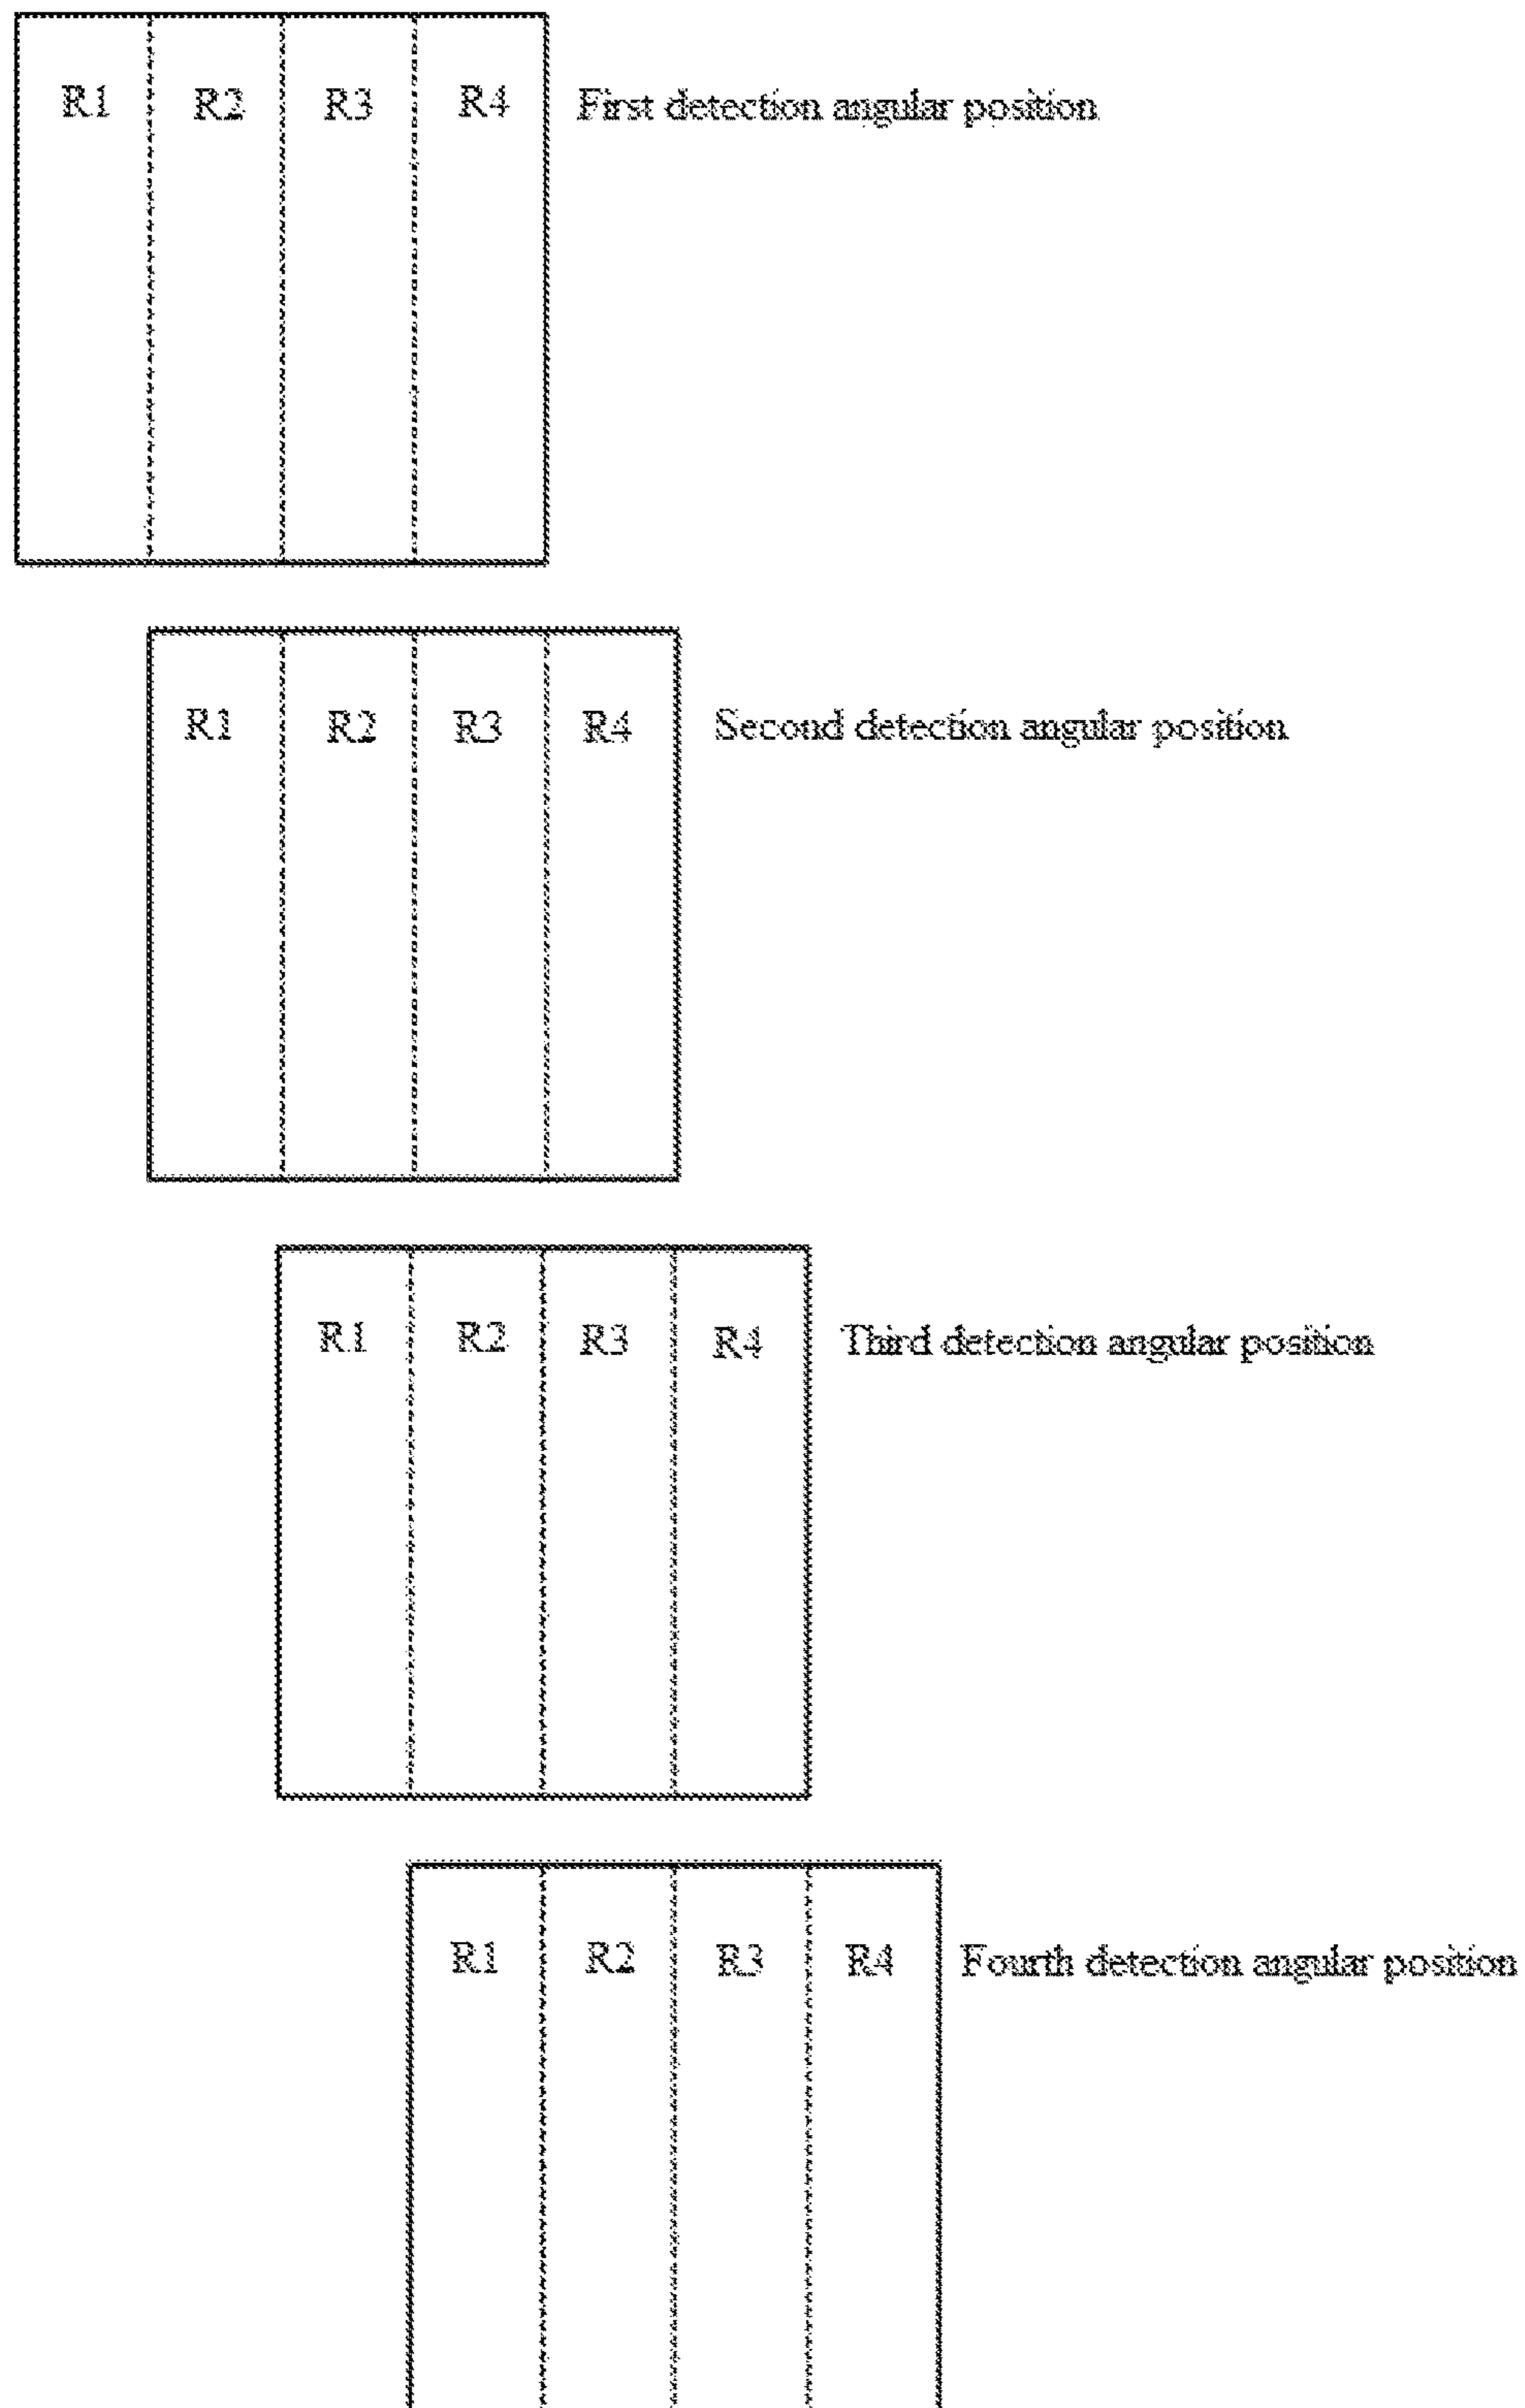 R1 R2 R3 R4 First detection angular position
R1 R2 R3 R4 Second detection angular position
R1 R2 R3 R4 Third detection angular position
R1 R2 R3 R4 Fourth detection angular position